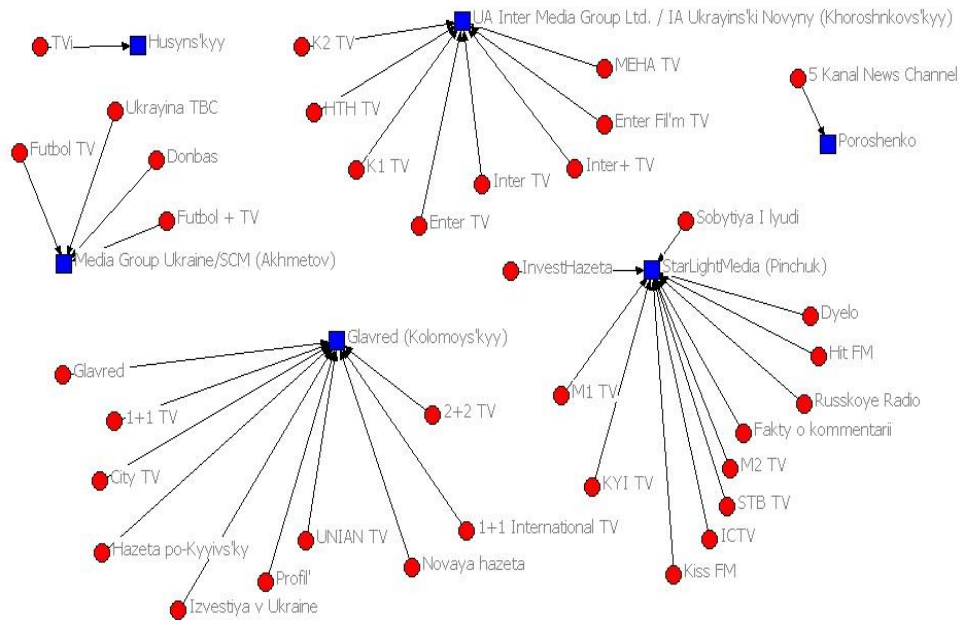 UA Inter Media Group Ltd. / IA Ukrayins'ki Novyny (Khoroshnkovs'kyy)
TVi
Husyns'kyy
K2 TV
MEHA TV
5 Kanal News Channel
Ukrayina TBC
HTH TV
Enter Fil'm TV
Poroshenko
Futbol TV
Donbas
K1 TV
Inter TV
Inter+ TV
Futbol + TV
Enter TV
Sobytiya I lyudi
Media Group Ukraine/SCM (Akhmetov)
InvestHazeta
StarLightMedia (Pinchuk)
Dyelo
Glavred (Kolomoys'kyy)
Hit FM
Glavred
M1 TV
Russkoye Radio
1+1 TV
2+2 TV
Fakty o kommentarii
City TV
M2 TV
KYI TV
STB TV
1+1 International TV
UNIAN TV
ICTV
Hazeta po-Kyyivs'ky
Novaya hazeta
Kiss FM
Profil'
Izvestiya v Ukraine